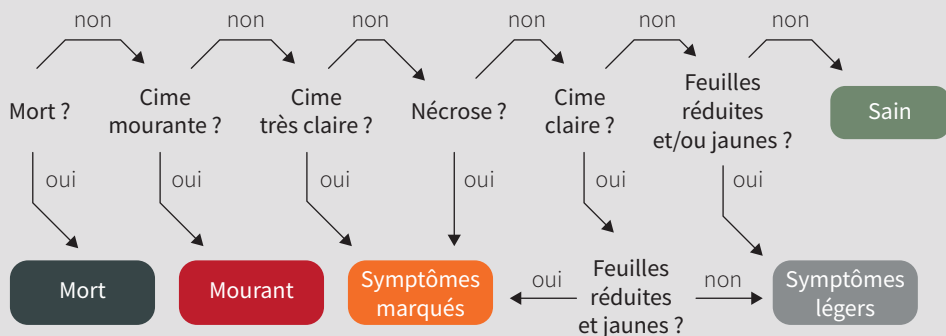 non
non
non
non
non
non
Mort ?
Cime
mourante ?
Cime
très claire ?
Nécrose ?
Cime
claire ?
Feuilles
réduites
et/ou jaunes ?
Sain
oui
oui
oui
oui
oui
oui
Mort
Mourant
Symptômes
marqués
oui
Feuilles
réduites
et jaunes ?
non
Symptômes
légers